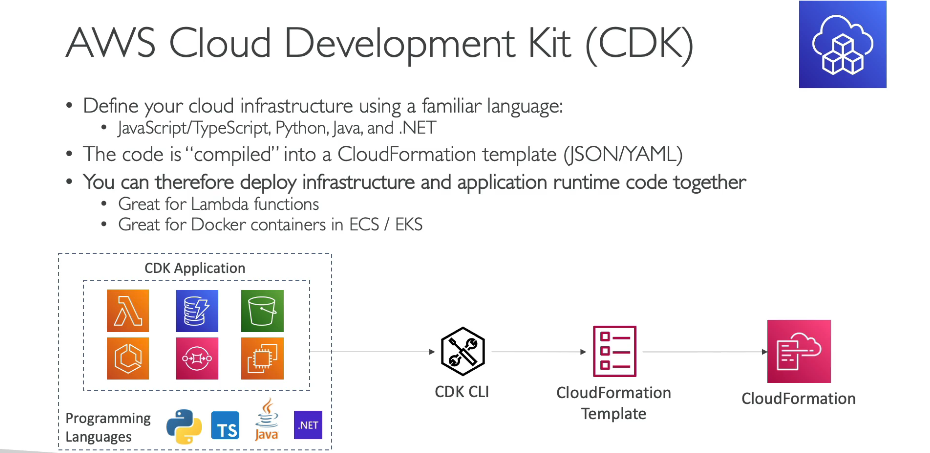 AWS Cloud Development Kit (CDK)
• Define your cloud infrastructure using a familiar language:
• JavaScript/TypeScript, Python, Java, and .NET
• The code is “compiled” into a CloudFormation template (JSON/YAML)
• You can therefore deploy infrastructure and application runtime code together
• Great for Lambda functions
• Great for Docker containers in ECS / EKS
CDK Application
Programming
Languages
TS
Java
.NET
CDK CLI
CloudFormation
Template
CloudFormation